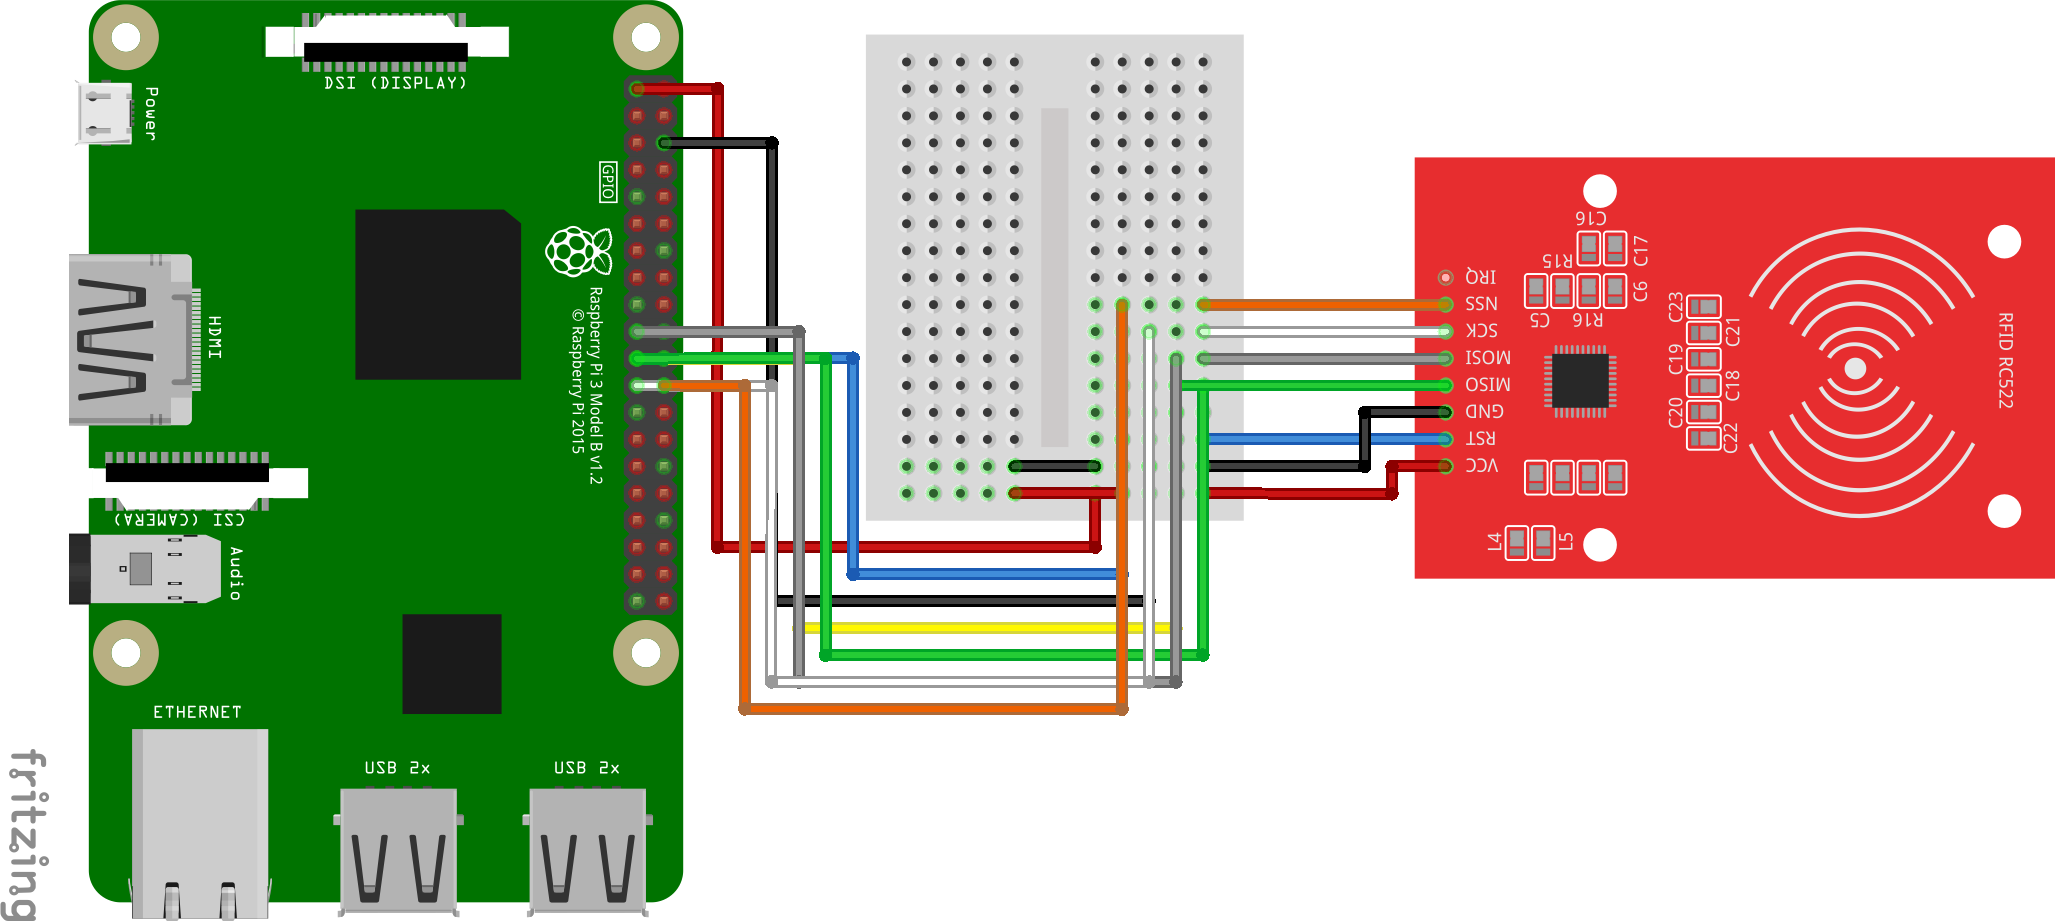 DSI (DISPLAY)
Power
GPIO
HDMI
Raspberry Pi 3 Model B v1.2
© Raspberry Pi 2015
CSI (CAMERA)
Audio
ETHERNET
USB 2x
USB 2x
fritzing
IRQ
NSS
SCK
MOSI
MISO
GND
RST
VCC
C16
C17
R15
C6
C5
R16
C23
C21
C19
C18
C20
C22
L4
L5
RFID RC522